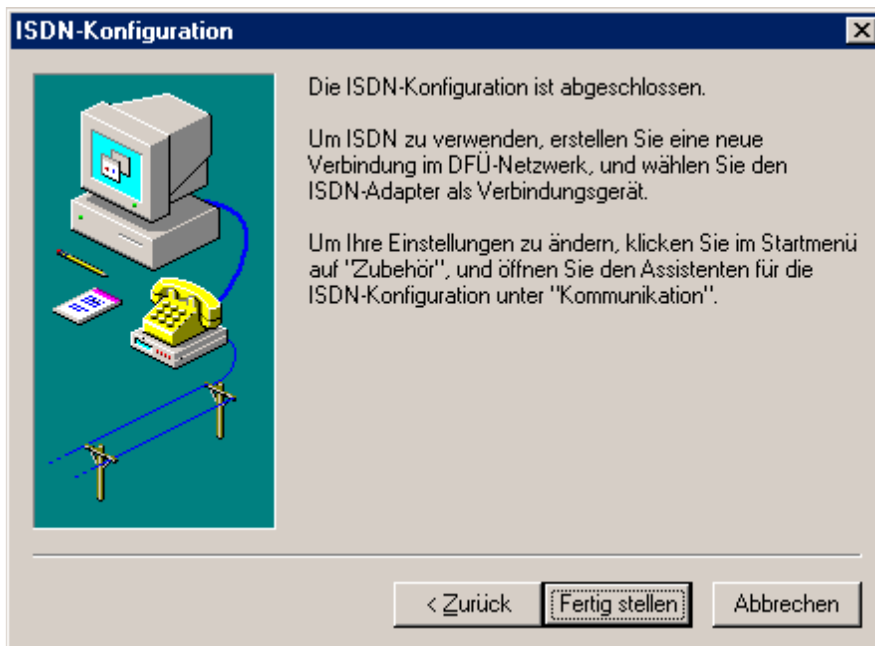 ISDN-Konfiguration
Die ISDN-Konfiguration ist abgeschlossen.
Um ISDN zu verwenden, erstellen Sie eine neue
Verbindung im DFÜ-Netzwerk, und wählen Sie den
ISDN-Adapter als Verbindungsgerät.
Um Ihre Einstellungen zu ändern, klicken Sie im Startmenü
auf "Zubehör", und öffnen Sie den Assistenten für die
ISDN-Konfiguration unter "Kommunikation".
< Zurück
Fertig stellen
Abbrechen